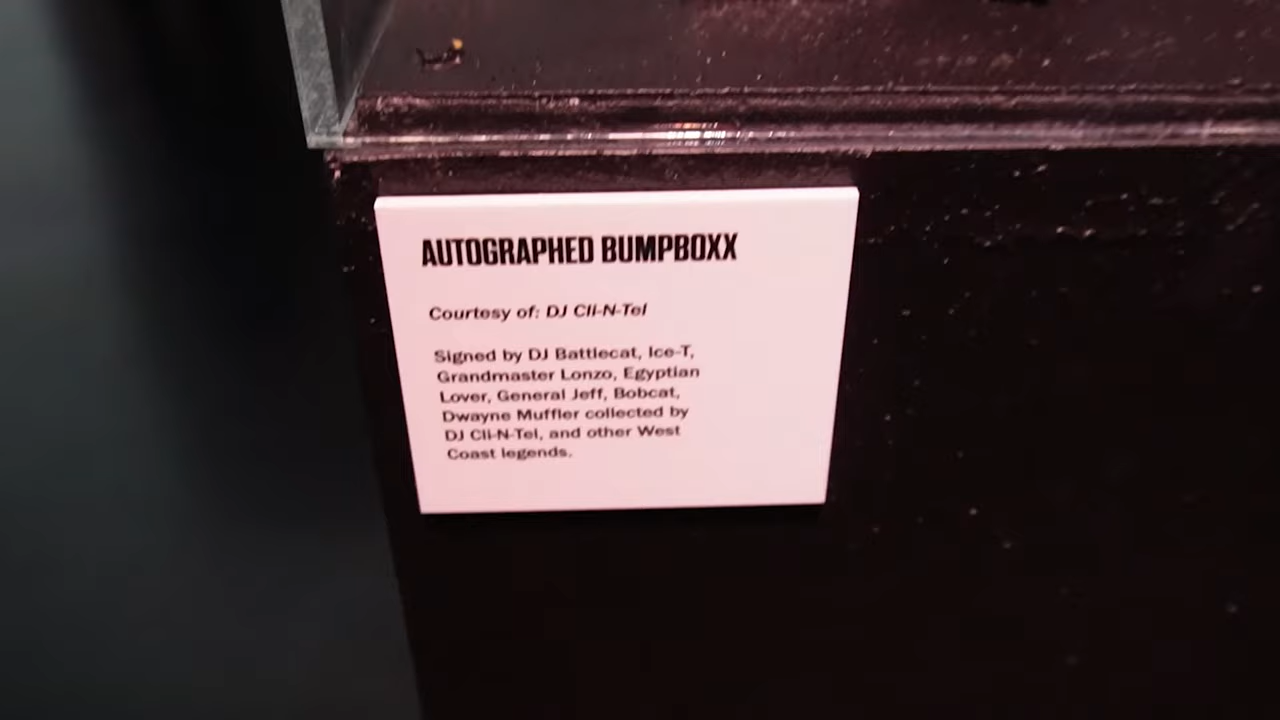 AUTOGRAPHED BUMPBOXX
Courtesy of: DJ Cli-N-Tel
Signed by DJ Battlecat, Ice-T,
Grandmaster Lonzo, Egyptian
Lover, General Jeff, Bobcat,
Dwayne Muffler collected by
DJ Cli-N-Tel, and other West
Coast legends.